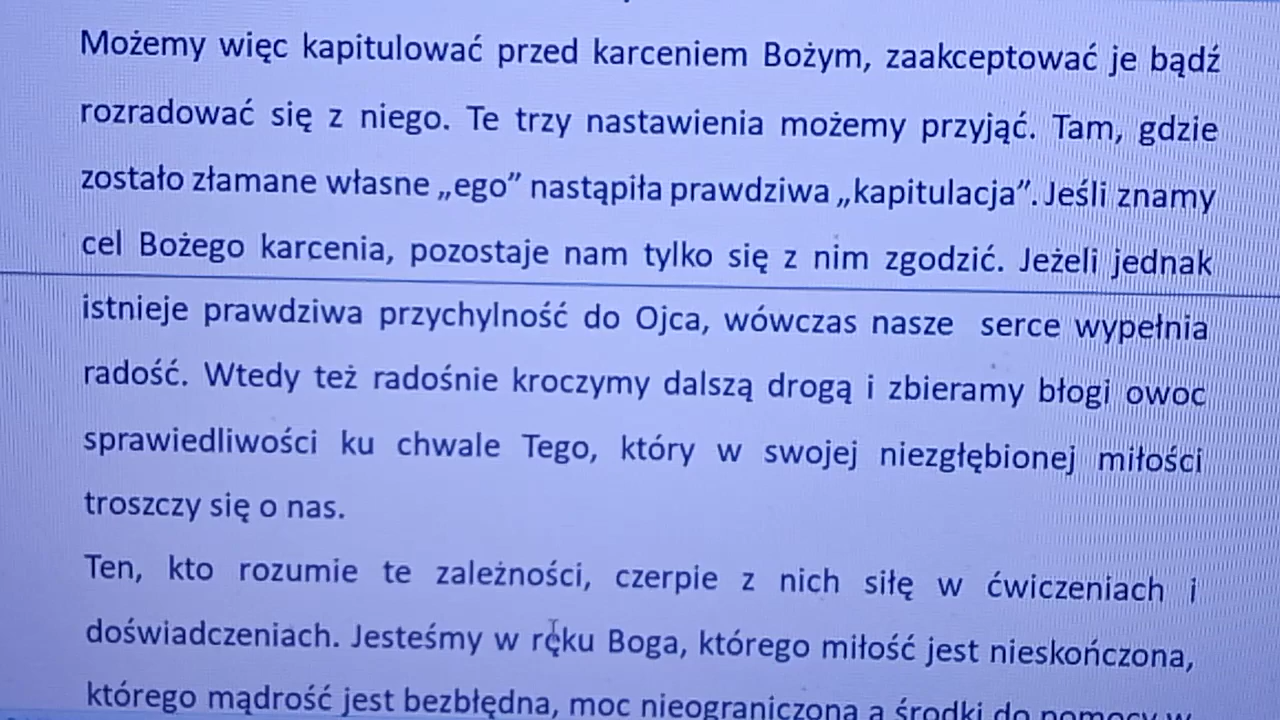 Możemy więc kapitulować przed karceniem Bożym, zaakceptować je bądź
rozradować się z niego. Te trzy nastawienia możemy przyjąć. Tam, gdzie
zostało złamane własne „ego” nastąpiła prawdziwa „kapitulacja”. Jeśli znamy
cel Bożego karcenia, pozostaje nam tylko się z nim zgodzić. Jeżeli jednak
istnieje prawdziwa przychylność do Ojca, wówczas nasze serce wypełnia
radość. Wtedy też radośnie kroczymy dalszą drogą i zbieramy błogi owoc
sprawiedliwości ku chwale Tego, który w swojej niezgłębionej miłości
troszczy się o nas.
Ten, kto rozumie te zależności, czerpie z nich siłę w ćwiczeniach i
doświadczeniach. Jesteśmy w ręku Boga, którego miłość jest nieskończona,
którego mądrość jest bezbłędna, moc nieograniczona a środki do pomocy w